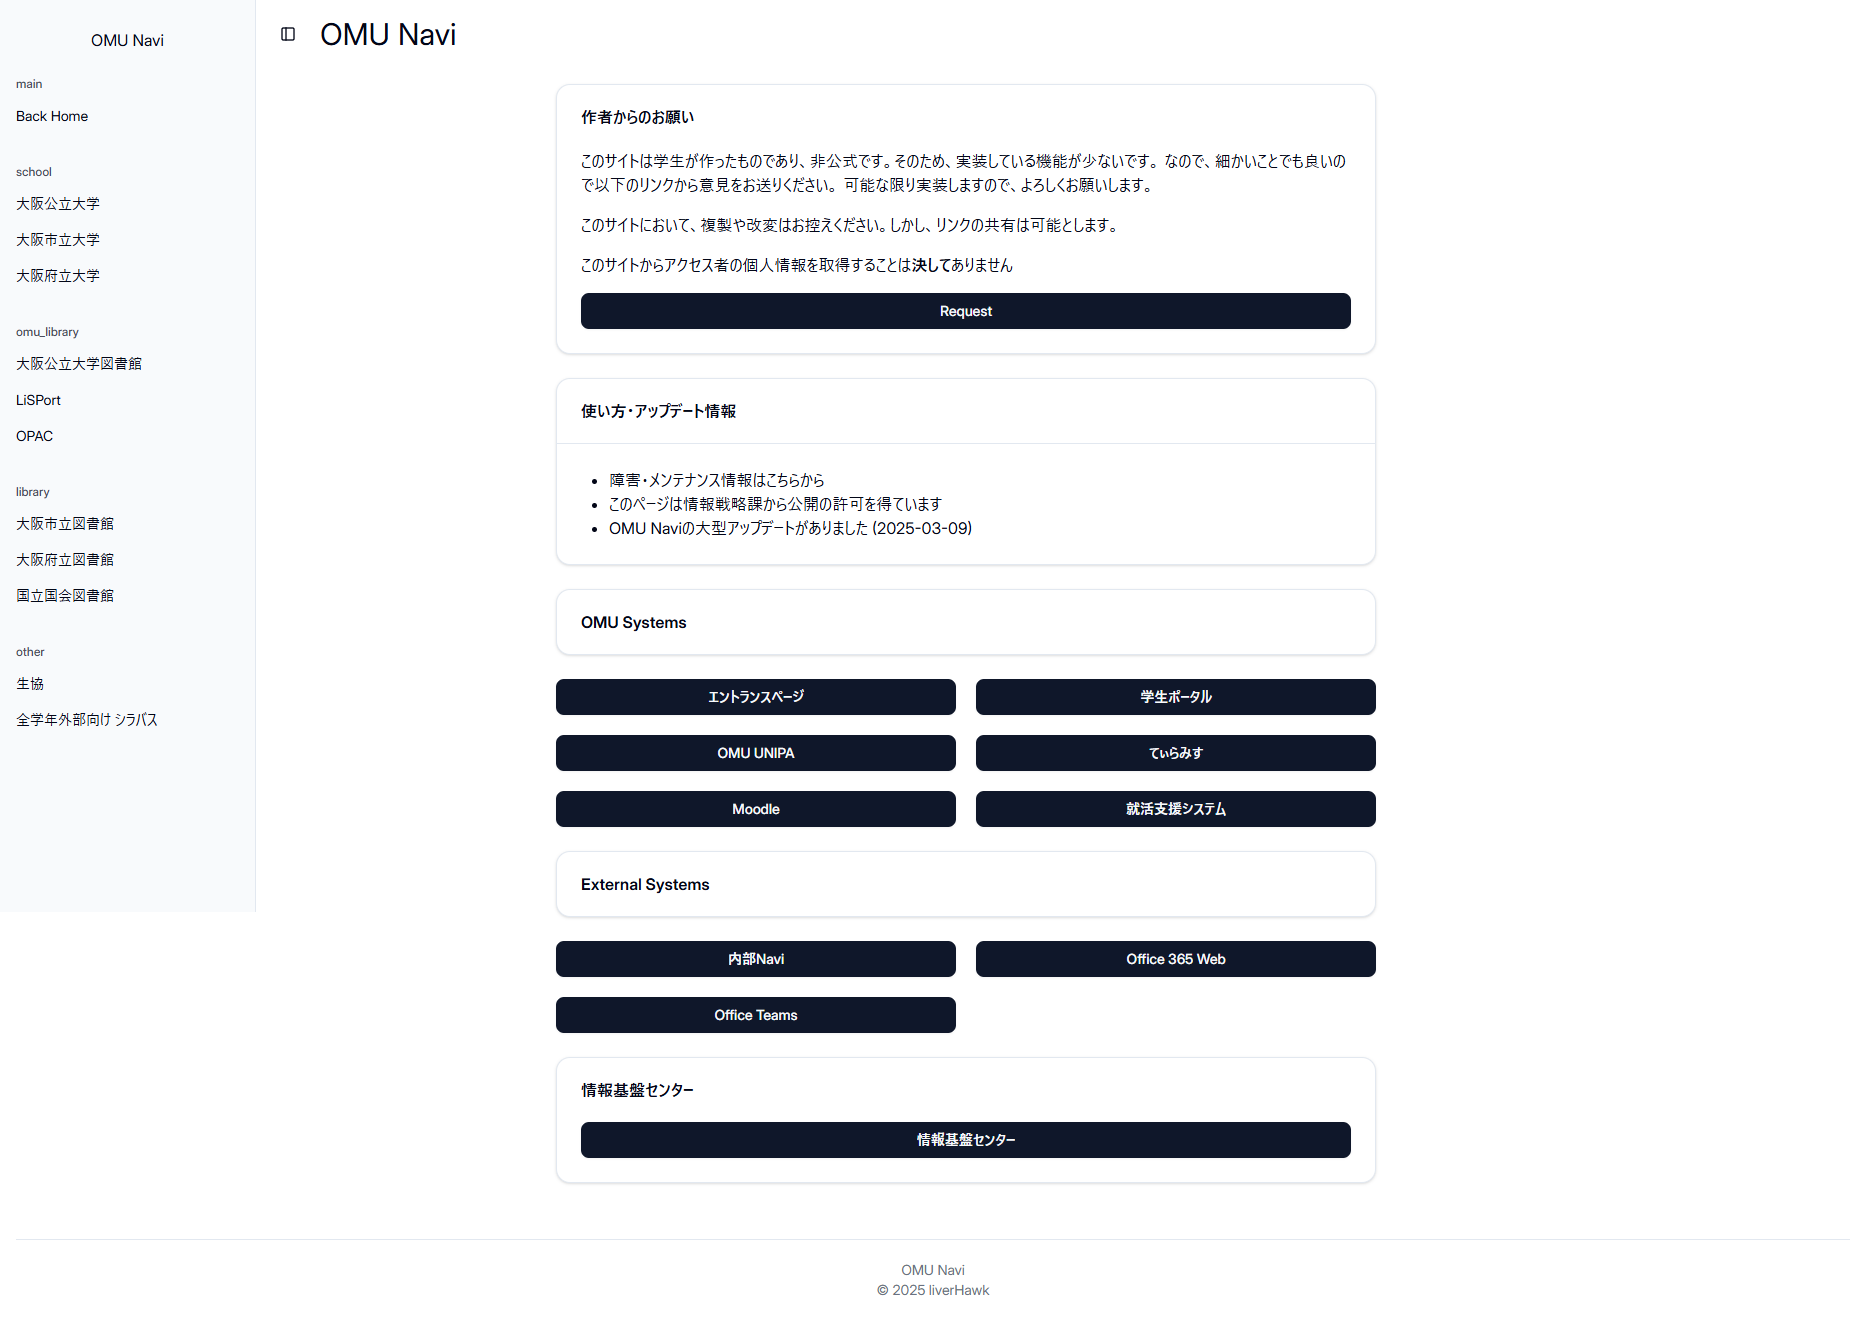 OMU Navi
main
Back Home
school
大阪公立大学
大阪市立大学
大阪府立大学
omu_library
大阪公立大学図書館
LiSPort
OPAC
library
大阪市立図書館
大阪府立図書館
国立国会図書館
other
生協
全学年外部向け シラバス
OMU Navi
作者からのお願い
このサイトは学生が作ったものであり、非公式です。そのため、実装している機能が少ないです。 なので、細かいことでも良いの
で以下のリンクから意見をお送りください。 可能な限り実装しますので、よろしくお願いします。
このサイトにおいて、複製や改変はお控えください。しかし、リンクの共有は可能とします。
このサイトからアクセス者の個人情報を取得することは決してありません
Request
使い方・アップデート情報
障害・メンテナンス情報はこちらから
このページは情報戦略課から公開の許可を得ています
OMU Naviの大型アップデートがありました (2025-03-09)
OMU Systems
エントランスページ
学生ポータル
OMU UNIPA
てぃらみす
Moodle
就活支援システム
External Systems
内部Navi
Office 365 Web
Office Teams
情報基盤センター
情報基盤センター
OMU Navi
© 2025 liverHawk